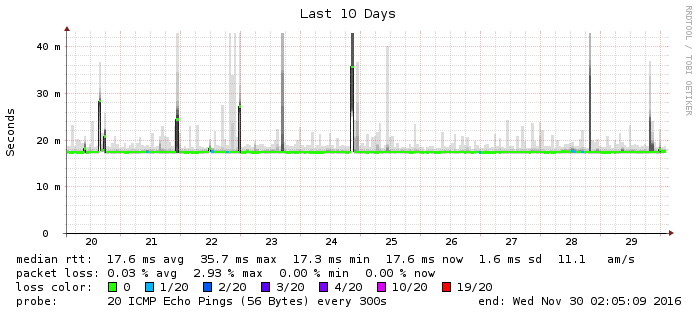 Last 10 Days
RRDTOOL / TOBI OETIKER
Seconds
40 m
30 m
20 m
10 m
0
20 21 22 23 24 25 26 27 28 29
median rtt: 17.6 ms avg 35.7 ms max 17.3 ms min 17.6 ms now 1.6 ms sd 11.1 am/s
packet loss: 0.03 % avg 2.93 % max 0.00 % min 0.00 % now
loss color: 0 1/20 2/20 3/20 4/20 10/20 19/20
probe: 20 ICMP Echo Pings (56 Bytes) every 300s end: Wed Nov 30 02:05:09 2016